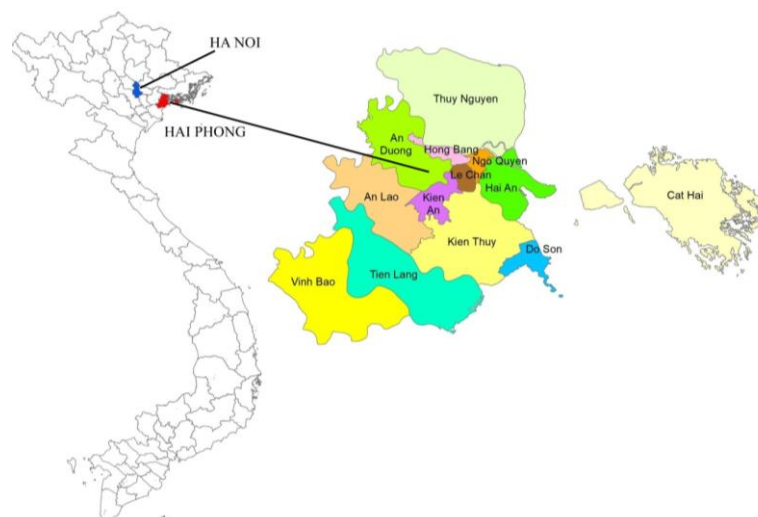 HA NOI
HAI PHONG
Thuy Nguyen
An
Duong
Hong Bang
Ngo Quyen
Le Chan
Hai An
Cat Hai
An Lao
Kien
An
Kien Thuy
Do Son
Tien Lang
Vinh Bao